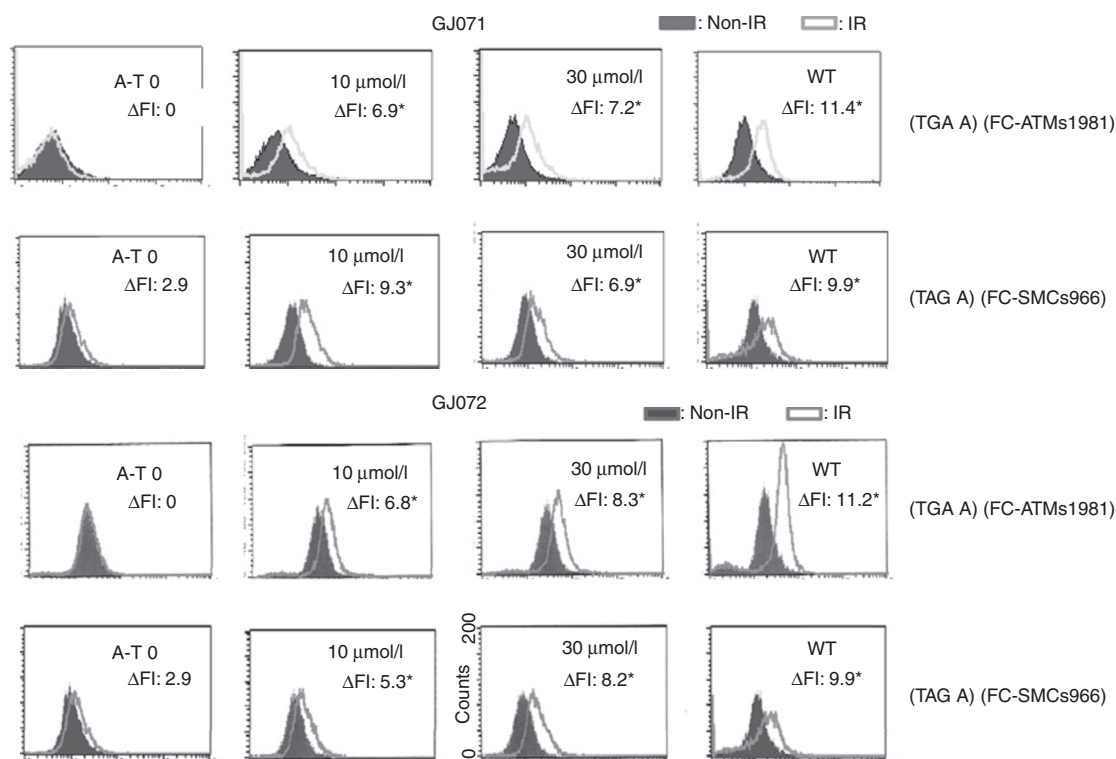 GJ071
: Non-IR : IR
A-T 0
ΔFI: 0
10 μmol/l
ΔFI: 6.9*
30 μmol/l
ΔFI: 7.2*
WT
ΔFI: 11.4*
(TGA A) (FC-ATMs1981)
A-T 0
ΔFI: 2.9
10 μmol/l
ΔFI: 9.3*
30 μmol/l
ΔFI: 6.9*
WT
ΔFI: 9.9*
(TAG A) (FC-SMCs966)
GJ072
: Non-IR : IR
A-T 0
ΔFI: 0
10 μmol/l
ΔFI: 6.8*
30 μmol/l
ΔFI: 8.3*
WT
ΔFI: 11.2*
(TGA A) (FC-ATMs1981)
A-T 0
ΔFI: 2.9
10 μmol/l
ΔFI: 5.3*
200
Counts
0
30 μmol/l
ΔFI: 8.2*
WT
ΔFI: 9.9*
(TAG A) (FC-SMCs966)